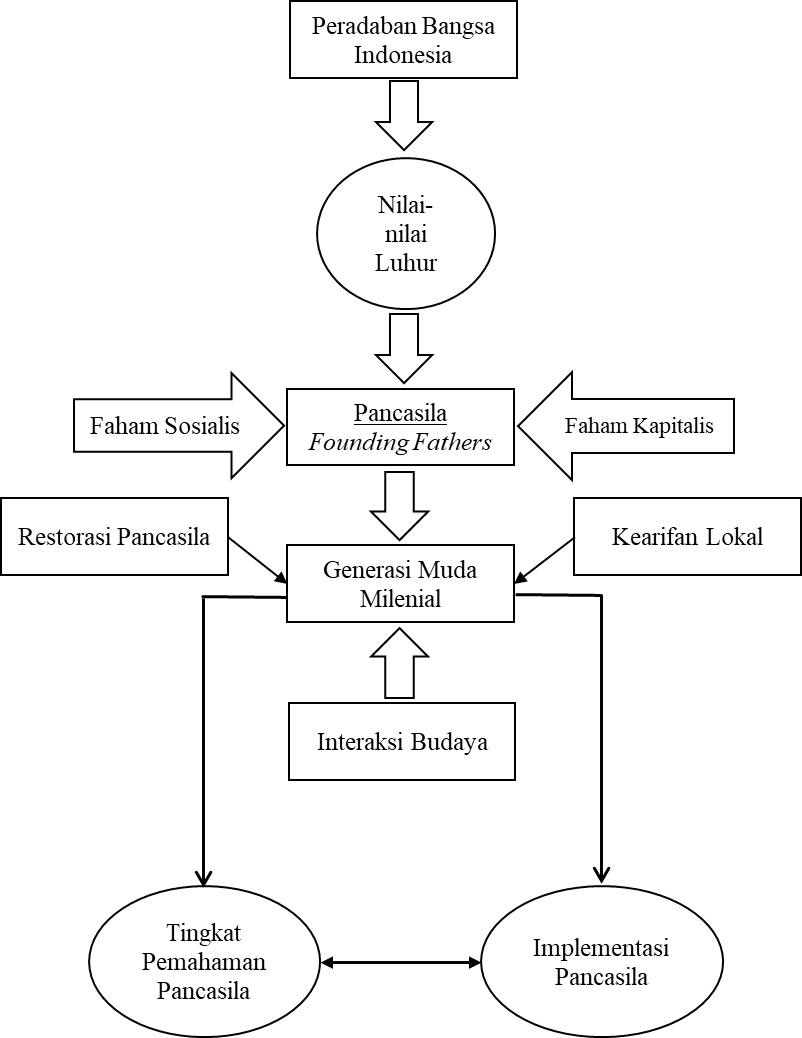 Peradaban Bangsa
Indonesia
Nilai-
nilai
Luhur
Faham Sosialis
Pancasila
Founding Fathers
Faham Kapitalis
Restorasi Pancasila
Generasi Muda
Milenial
Kearifan Lokal
Interaksi Budaya
Tingkat
Pemahaman
Pancasila
Implementasi
Pancasila